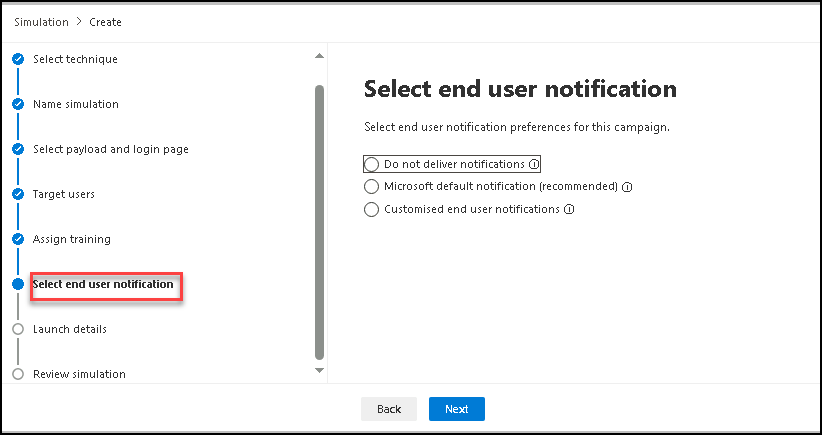 Simulation > Create
Select technique
Name simulation
Select payload and login page
Target users
Assign training
Select end user notification
Launch details
Review simulation
Select end user notification
Select end user notification preferences for this campaign.
Do not deliver notifications
Microsoft default notification (recommended)
Customised end user notifications
Back
Next